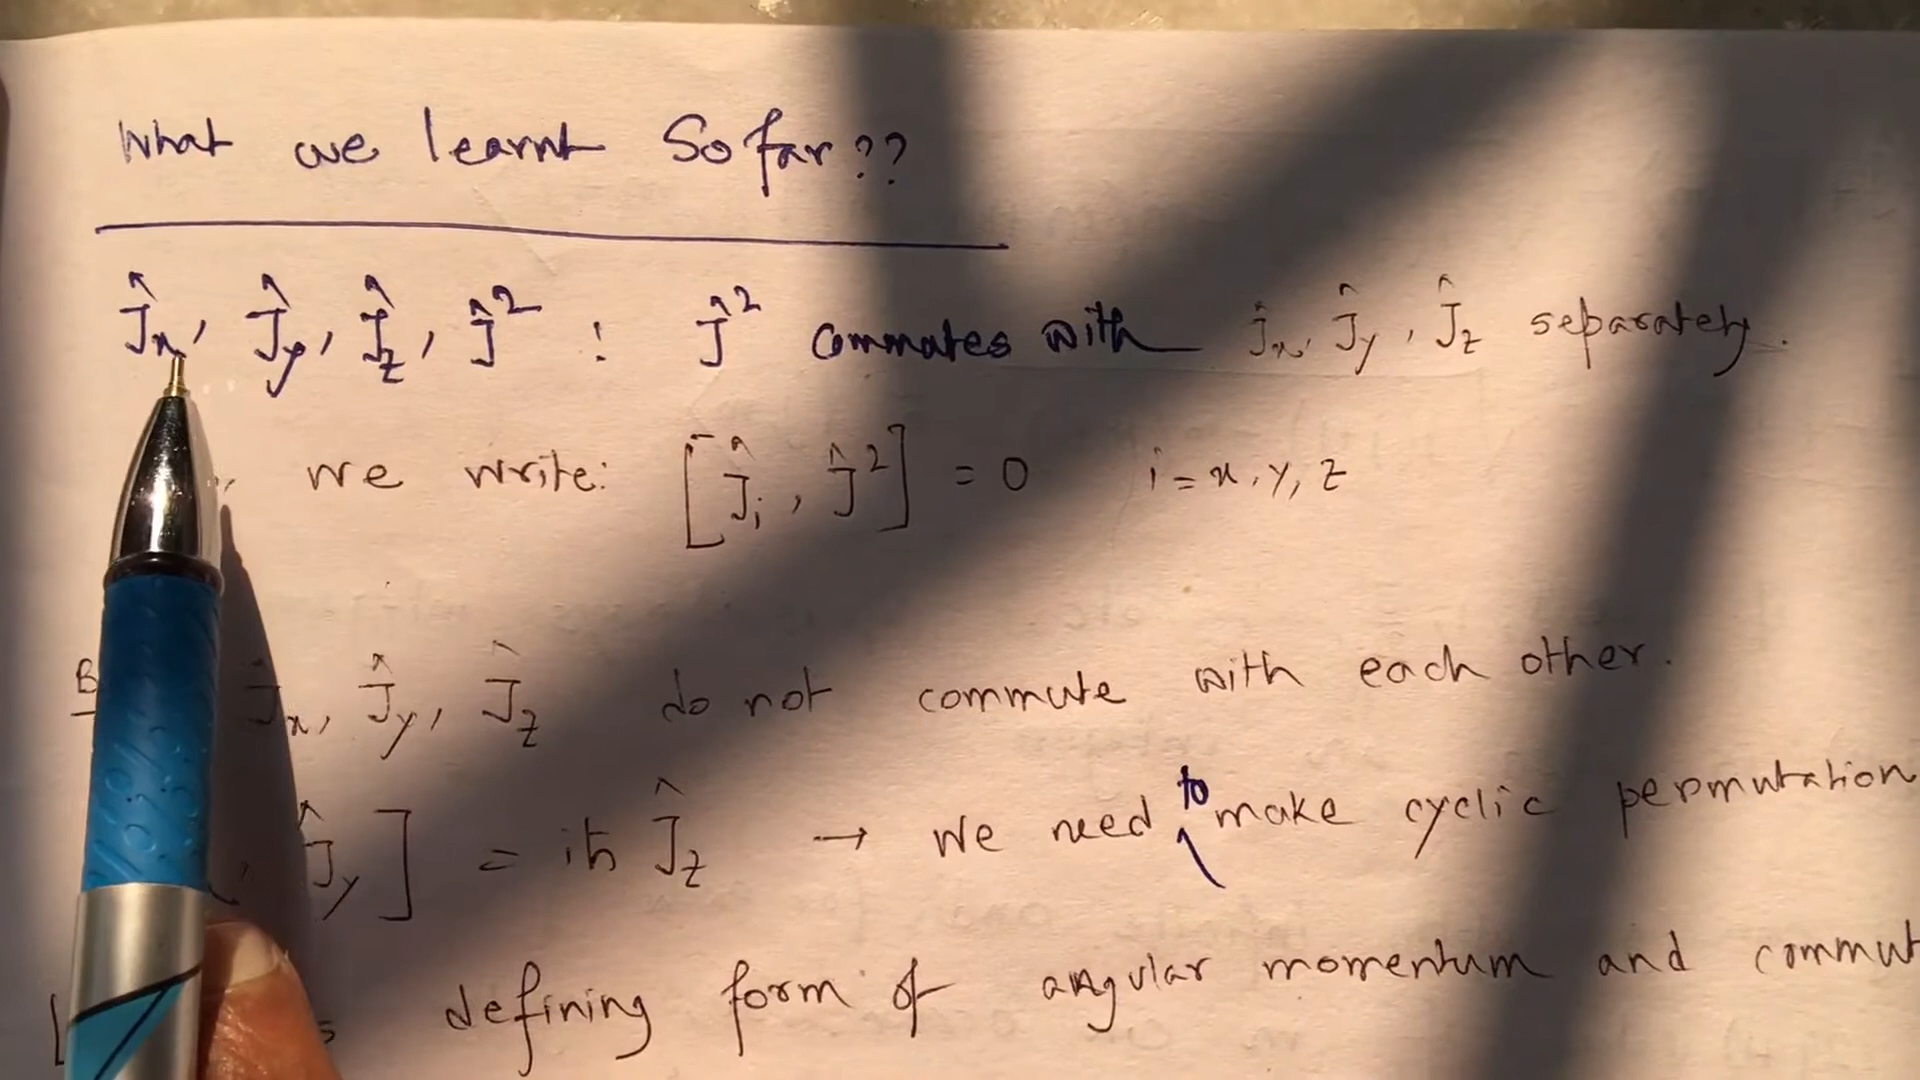 What we learnt So far??
Ĵx, Ĵy, Ĵz, Ĵ² : Ĵ² commutes with Ĵx, Ĵy, Ĵz separately.
we write: [Ĵi, Ĵ²] = 0 i = x, y, z
Ĵx, Ĵy, Ĵz do not commute with each other.
, Ĵy] = iħ Ĵz → We need to make cyclic permutation
defining form of angular momentum and commut